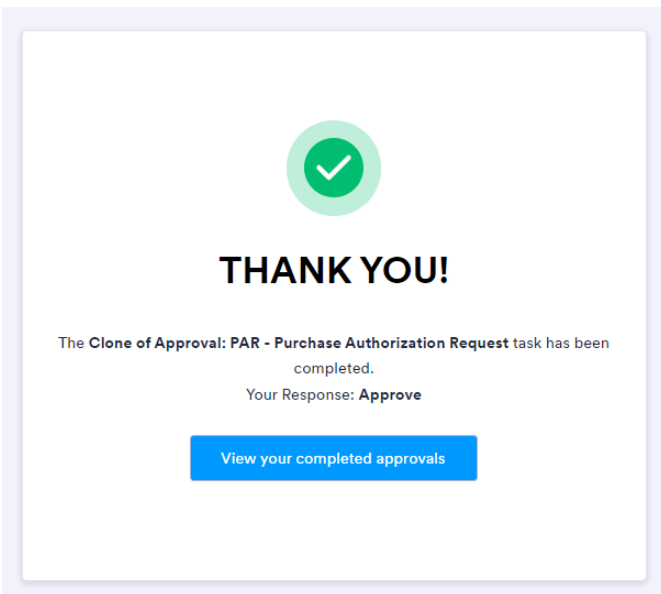 THANK YOU!
The Clone of Approval: PAR - Purchase Authorization Request task has been
completed.
Your Response: Approve
View your completed approvals